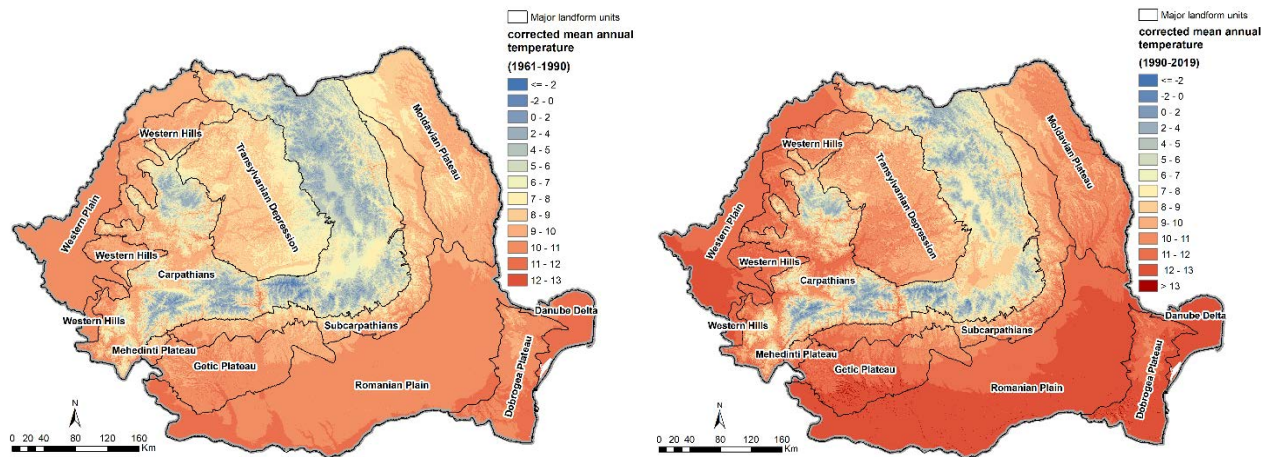 Major landform units
corrected mean annual
temperature
(1961-1990)
<= - 2
-2 - 0
0 - 2
2 - 4
4 - 5
5 - 6
6 - 7
7 - 8
8 - 9
9 - 10
10 - 11
11 - 12
12 - 13
Western Hills
Moldavian Plateau
Transylvanian Depression
Western Plain
Western Hills
Carpathians
Western Hills
Subcarpathians
Danube Delta
Mehedinti Plateau
Getic Plateau
Romanian Plain
Dobrogea Plateau
N
0 20 40 80 120 160
Km
Major landform units
corrected mean annual
temperature
(1990-2019)
<= -2
-2 - 0
0 - 2
2 - 4
4 - 5
5 - 6
6 - 7
7 - 8
8 - 9
9 - 10
10 - 11
11 - 12
12 - 13
> 13
Western Hills
Moldavian Plateau
Transylvanian Depression
Western Plain
Western Hills
Carpathians
Western Hills
Subcarpathians
Danube Delta
Mehedinti Plateau
Getic Plateau
Romanian Plain
Dobrogea Plateau
N
0 20 40 80 120 160
Km